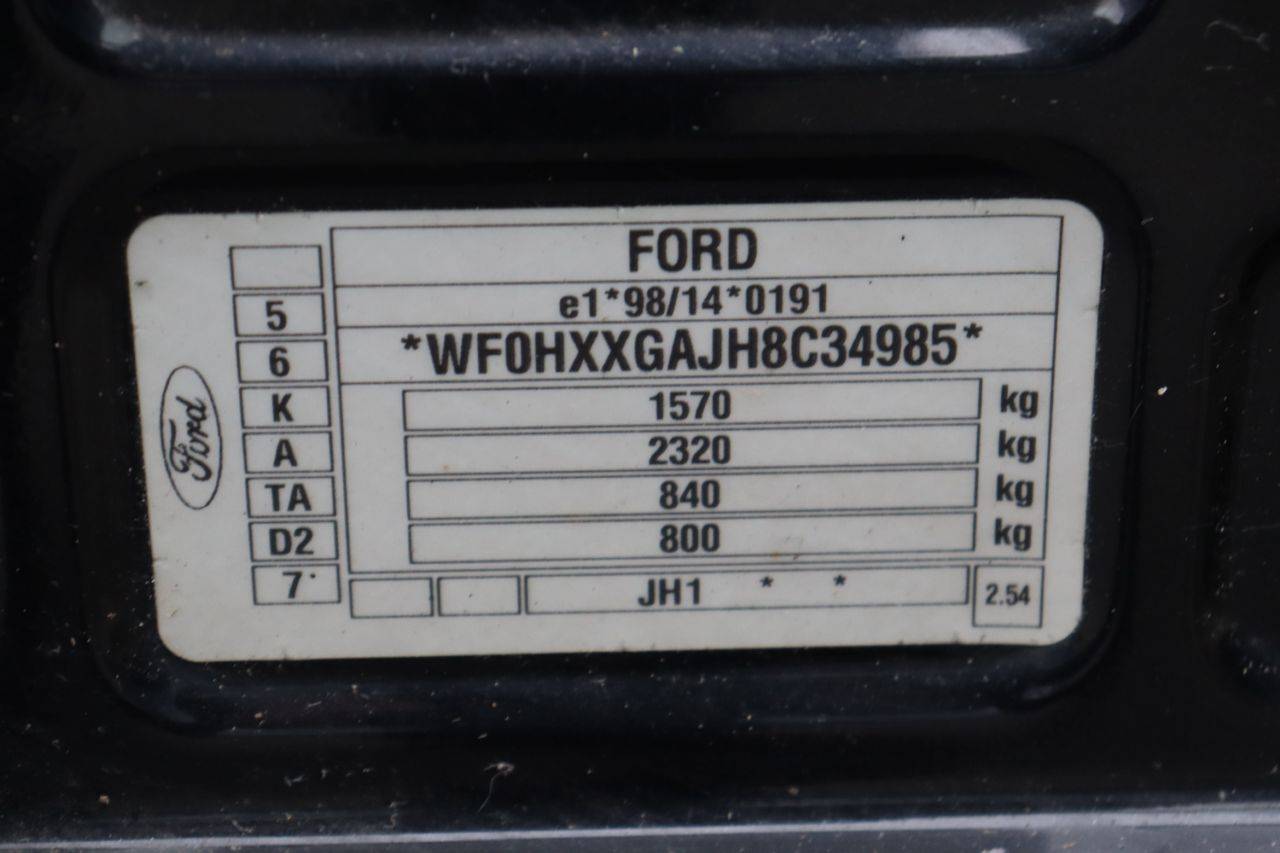 FORD
e1*98/14*0191
5
*WF0HXXGAJH8C34985*
6
K 1570 kg
A 2320 kg
TA 840 kg
D2 800 kg
7 JH1 * * 2.54
Ford